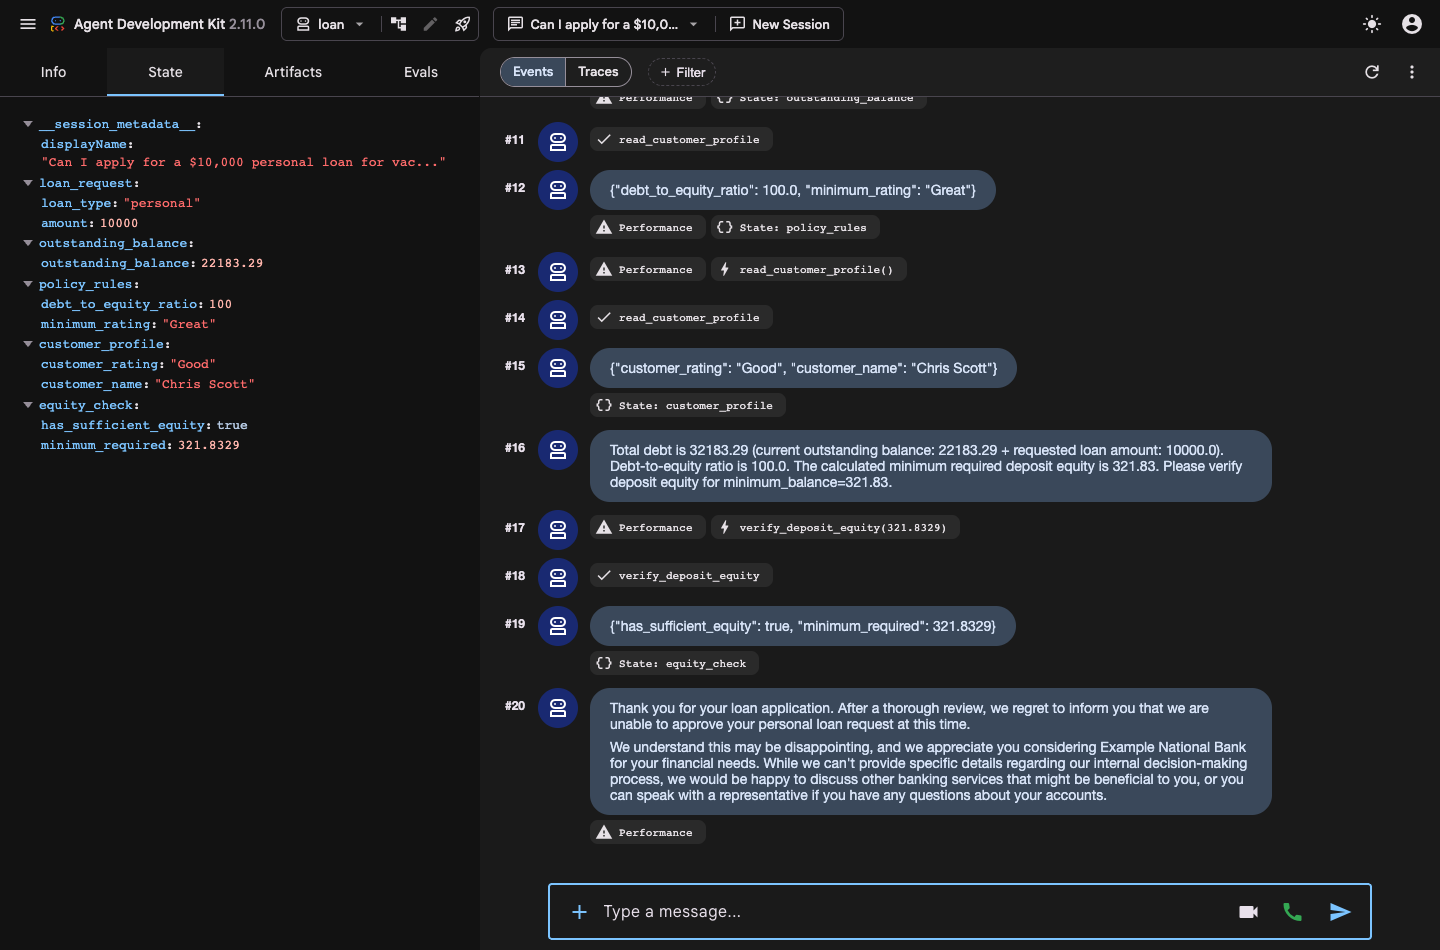 Agent Development Kit 2.11.0
loan
Can I apply for a $10,0...
New Session
Info
State
Artifacts
Evals
Events
Traces
Filter
__session_metadata__:
displayName:
"Can I apply for a $10,000 personal loan for vac..."
loan_request:
loan_type: "personal"
amount: 10000
outstanding_balance:
outstanding_balance: 22183.29
policy_rules:
debt_to_equity_ratio: 100
minimum_rating: "Great"
customer_profile:
customer_rating: "Good"
customer_name: "Chris Scott"
equity_check:
has_sufficient_equity: true
minimum_required: 321.8329
Performance
State: outstanding_balance
#11
read_customer_profile
#12
{"debt_to_equity_ratio": 100.0, "minimum_rating": "Great"}
Performance
State: policy_rules
#13
Performance
read_customer_profile()
#14
read_customer_profile
#15
{"customer_rating": "Good", "customer_name": "Chris Scott"}
State: customer_profile
#16
Total debt is 32183.29 (current outstanding balance: 22183.29 + requested loan amount: 10000.0).
Debt-to-equity ratio is 100.0. The calculated minimum required deposit equity is 321.83. Please verify
deposit equity for minimum_balance=321.83.
#17
Performance
verify_deposit_equity(321.8329)
#18
verify_deposit_equity
#19
{"has_sufficient_equity": true, "minimum_required": 321.8329}
State: equity_check
#20
Thank you for your loan application. After a thorough review, we regret to inform you that we are
unable to approve your personal loan request at this time.
We understand this may be disappointing, and we appreciate you considering Example National Bank
for your financial needs. While we can't provide specific details regarding our internal decision-making
process, we would be happy to discuss other banking services that might be beneficial to you, or you
can speak with a representative if you have any questions about your accounts.
Performance
Type a message...